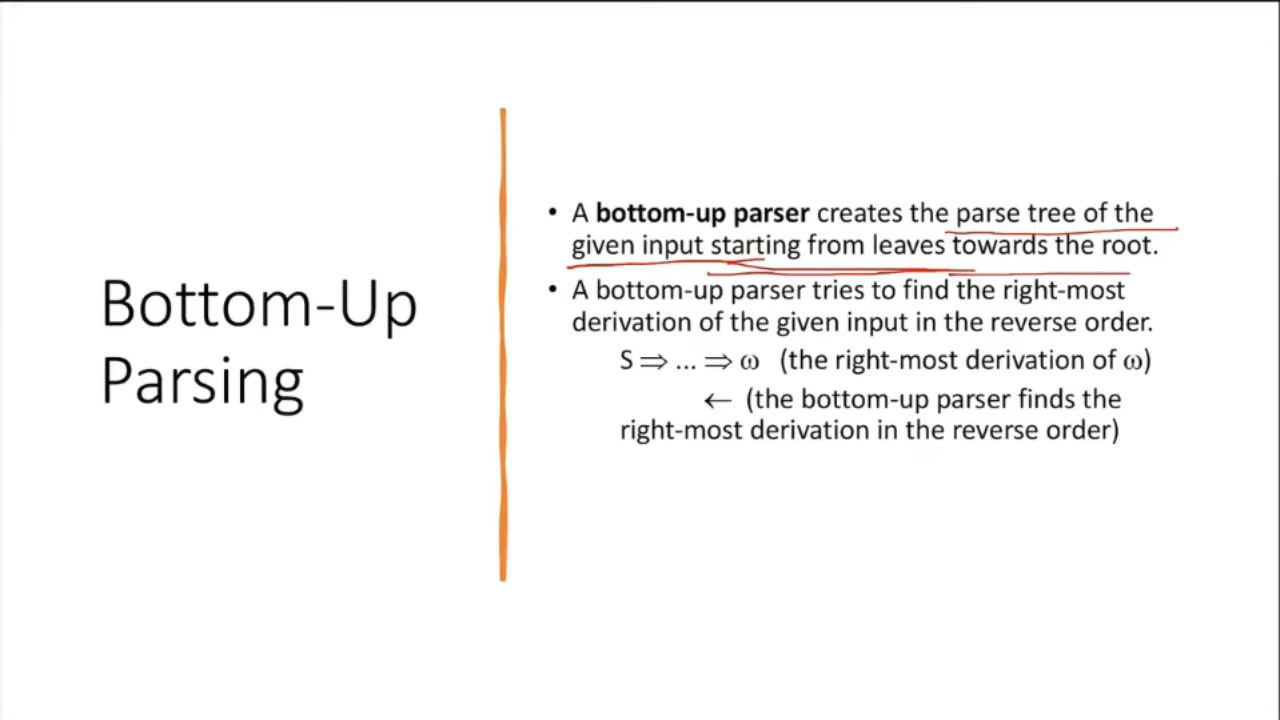 Bottom-Up
Parsing
• A bottom-up parser creates the parse tree of the
given input starting from leaves towards the root.
• A bottom-up parser tries to find the right-most
derivation of the given input in the reverse order.
S ⇒ ... ⇒ ω (the right-most derivation of ω)
← (the bottom-up parser finds the
right-most derivation in the reverse order)